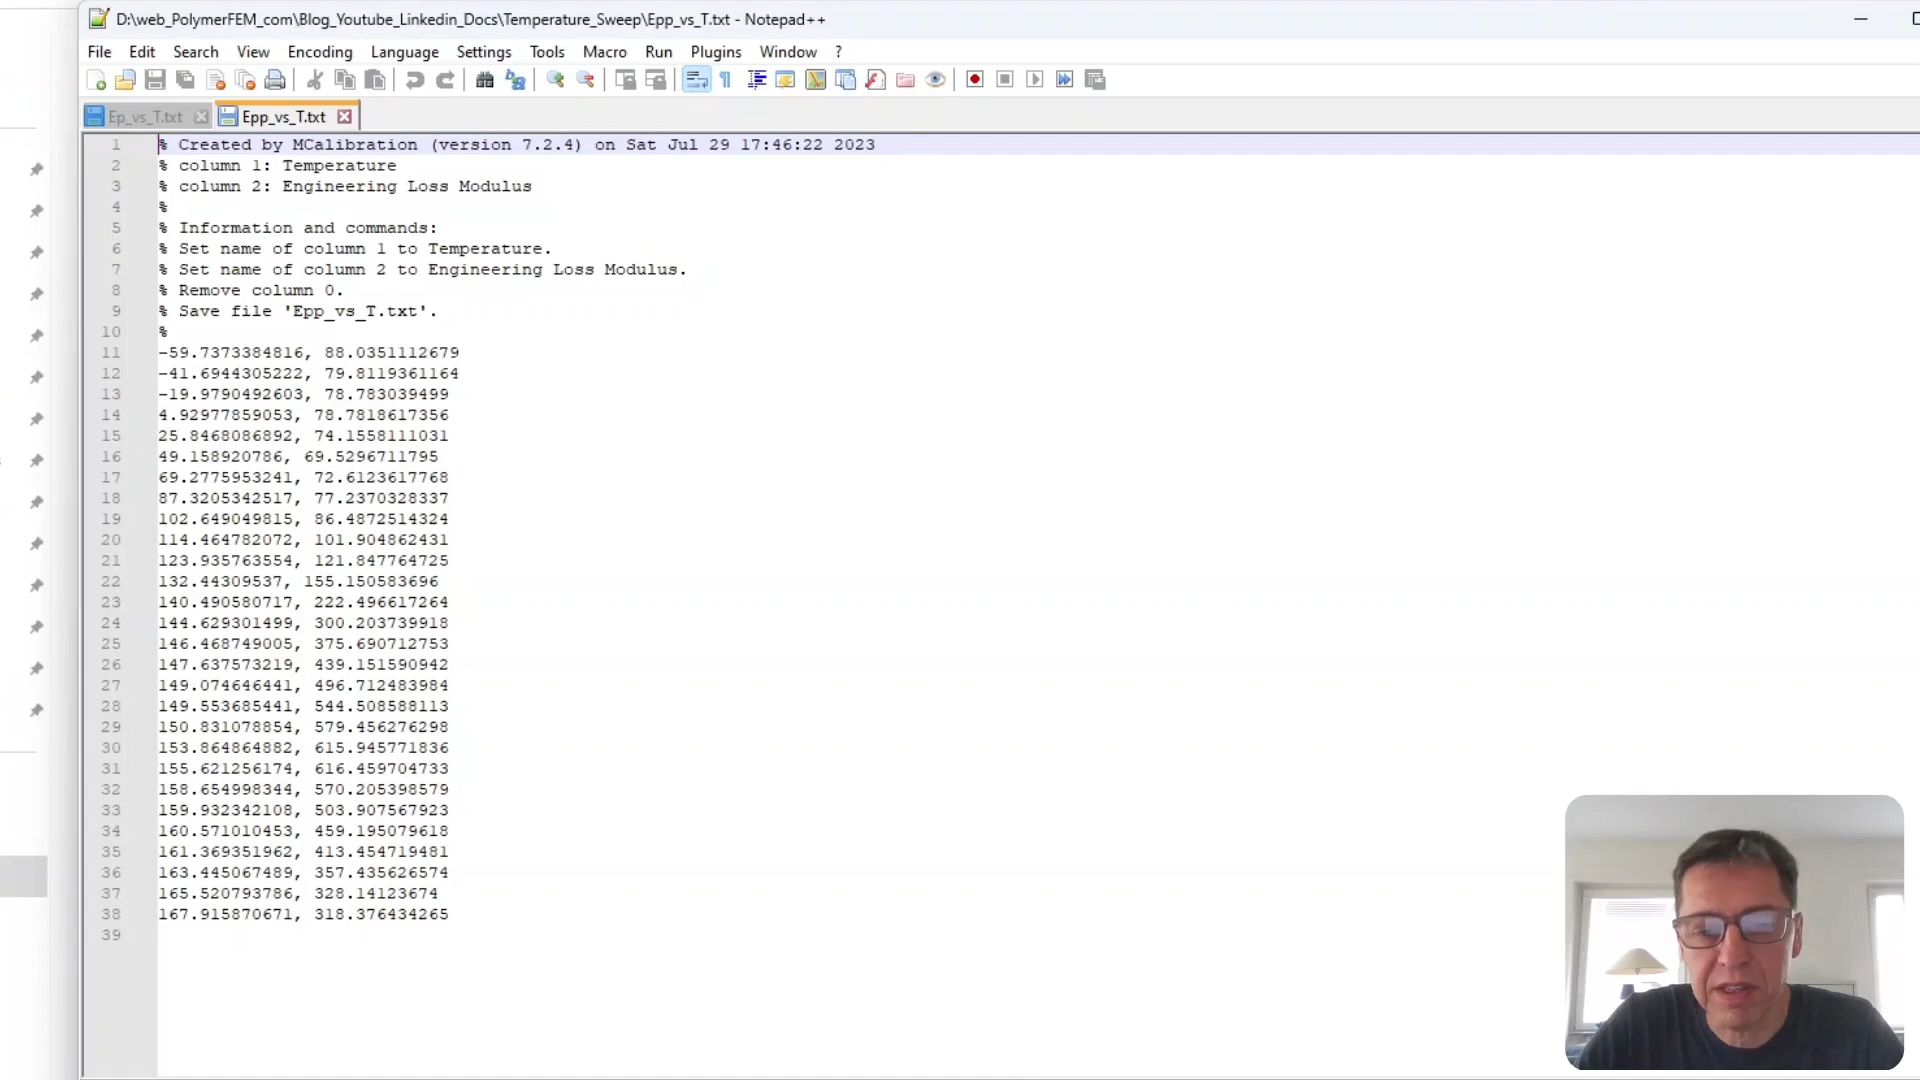 D:\web_PolymerFEM_com\Blog_Youtube_Linkedin_Docs\Temperature_Sweep\Epp_vs_T.txt - Notepad++
File Edit Search View Encoding Language Settings Tools Macro Run Plugins Window ?
Ep_vs_T.txt Epp_vs_T.txt
1 % Created by MCalibration (version 7.2.4) on Sat Jul 29 17:46:22 2023
2 % column 1: Temperature
3 % column 2: Engineering Loss Modulus
4 %
5 % Information and commands:
6 % Set name of column 1 to Temperature.
7 % Set name of column 2 to Engineering Loss Modulus.
8 % Remove column 0.
9 % Save file 'Epp_vs_T.txt'.
10 %
11 -59.7373384816, 88.0351112679
12 -41.6944305222, 79.8119361164
13 -19.9790492603, 78.783039499
14 4.92977859053, 78.7818617356
15 25.8468086892, 74.1558111031
16 49.158920786, 69.5296711795
17 69.2775953241, 72.6123617768
18 87.3205342517, 77.2370328337
19 102.649049815, 86.4872514324
20 114.464782072, 101.904862431
21 123.935763554, 121.847764725
22 132.44309537, 155.150583696
23 140.490580717, 222.496617264
24 144.629301499, 300.203739918
25 146.468749005, 375.690712753
26 147.637573219, 439.151590942
27 149.074646441, 496.712483984
28 149.553685441, 544.508588113
29 150.831078854, 579.456276298
30 153.864864882, 615.945771836
31 155.621256174, 616.459704733
32 158.654998344, 570.205398579
33 159.932342108, 503.907567923
34 160.571010453, 459.195079618
35 161.369351962, 413.454719481
36 163.445067489, 357.435626574
37 165.520793786, 328.14123674
38 167.915870671, 318.376434265
39